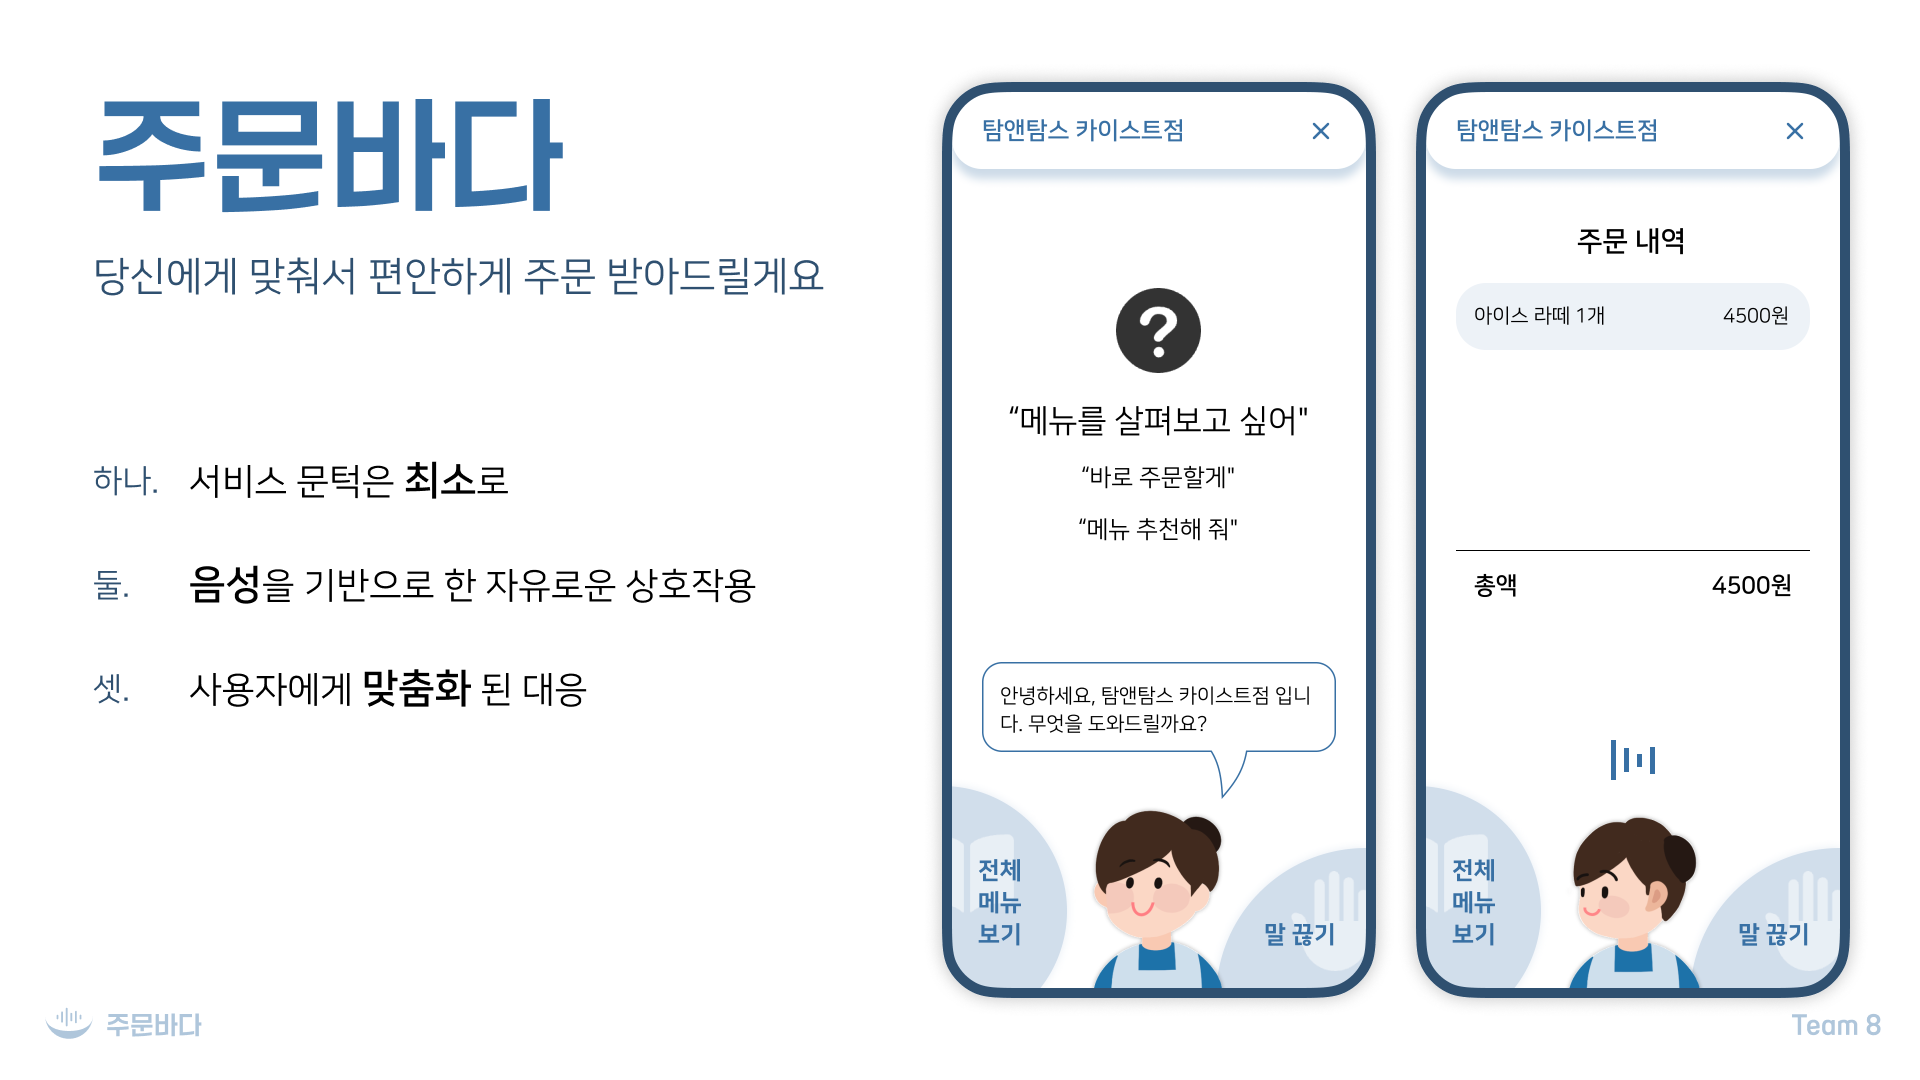 주문바다
당신에게 맞춰서 편안하게 주문 받아드릴게요
하나. 서비스 문턱은 최소로
둘. 음성을 기반으로 한 자유로운 상호작용
셋. 사용자에게 맞춤화 된 대응
탐앤탐스 카이스트점
“메뉴를 살펴보고 싶어"
“바로 주문할게"
“메뉴 추천해 줘"
안녕하세요, 탐앤탐스 카이스트점 입니
다. 무엇을 도와드릴까요?
전체
메뉴
보기
말 끊기
탐앤탐스 카이스트점
주문 내역
아이스 라떼 1개 4500원
총액 4500원
전체
메뉴
보기
말 끊기
주문바다
Team 8